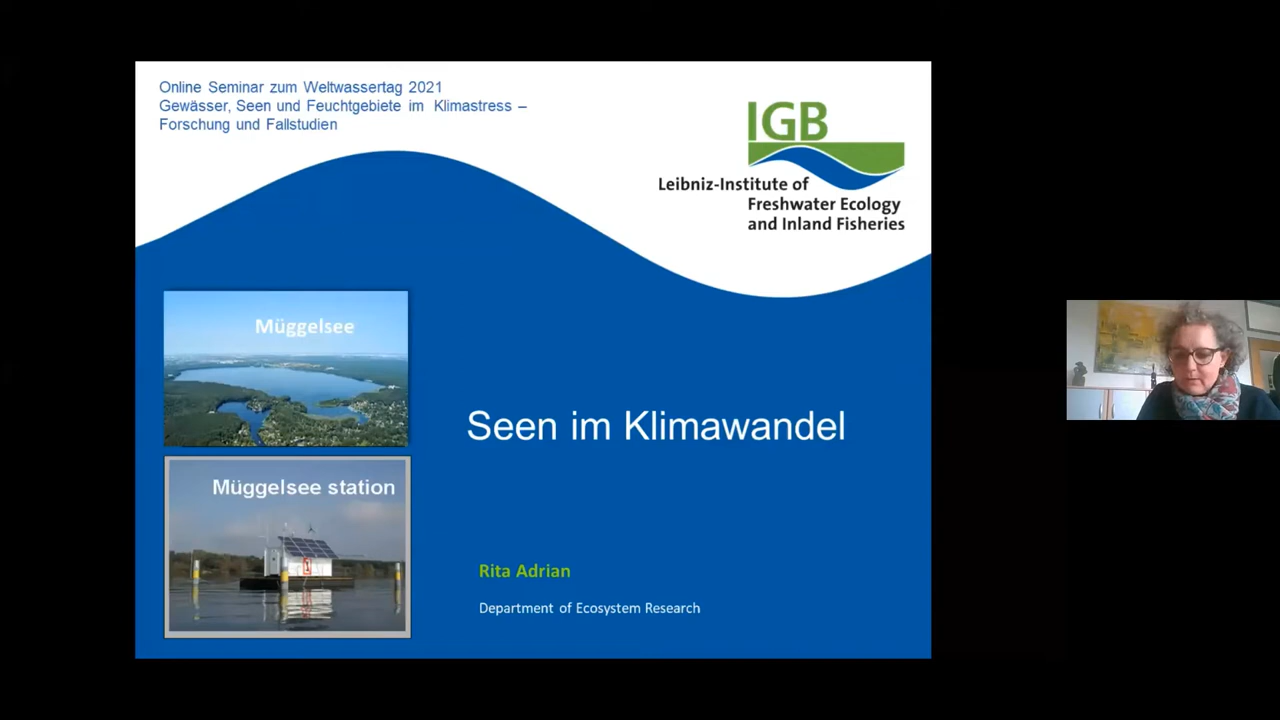 Online Seminar zum Weltwassertag 2021
Gewässer, Seen und Feuchtgebiete im Klimastress –
Forschung und Fallstudien
IGB
Leibniz-Institute of
Freshwater Ecology
and Inland Fisheries
Müggelsee
Müggelsee station
Seen im Klimawandel
Rita Adrian
Department of Ecosystem Research